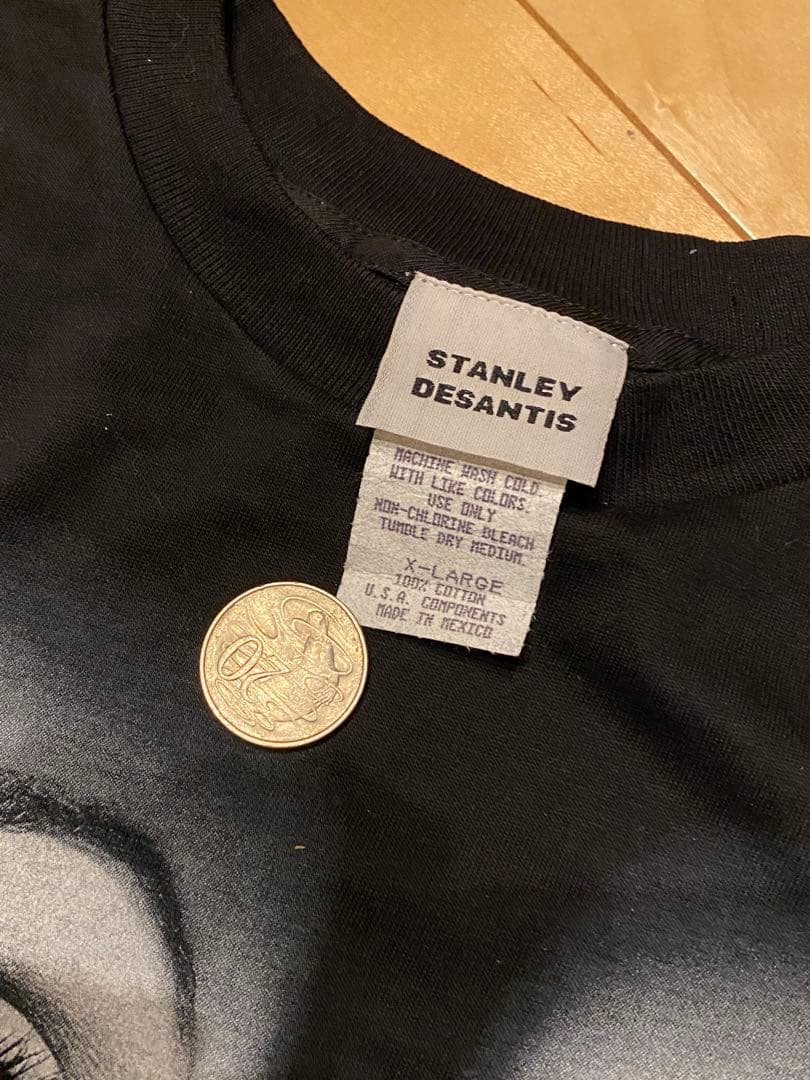 STANLEY
DESANTIS
MACHINE WASH COLD
WITH LIKE COLORS.
USE ONLY
NON-CHLORINE BLEACH
TUMBLE DRY MEDIUM.
X-LARGE
100% COTTON
U.S.A. COMPONENTS
MADE IN MEXICO
20